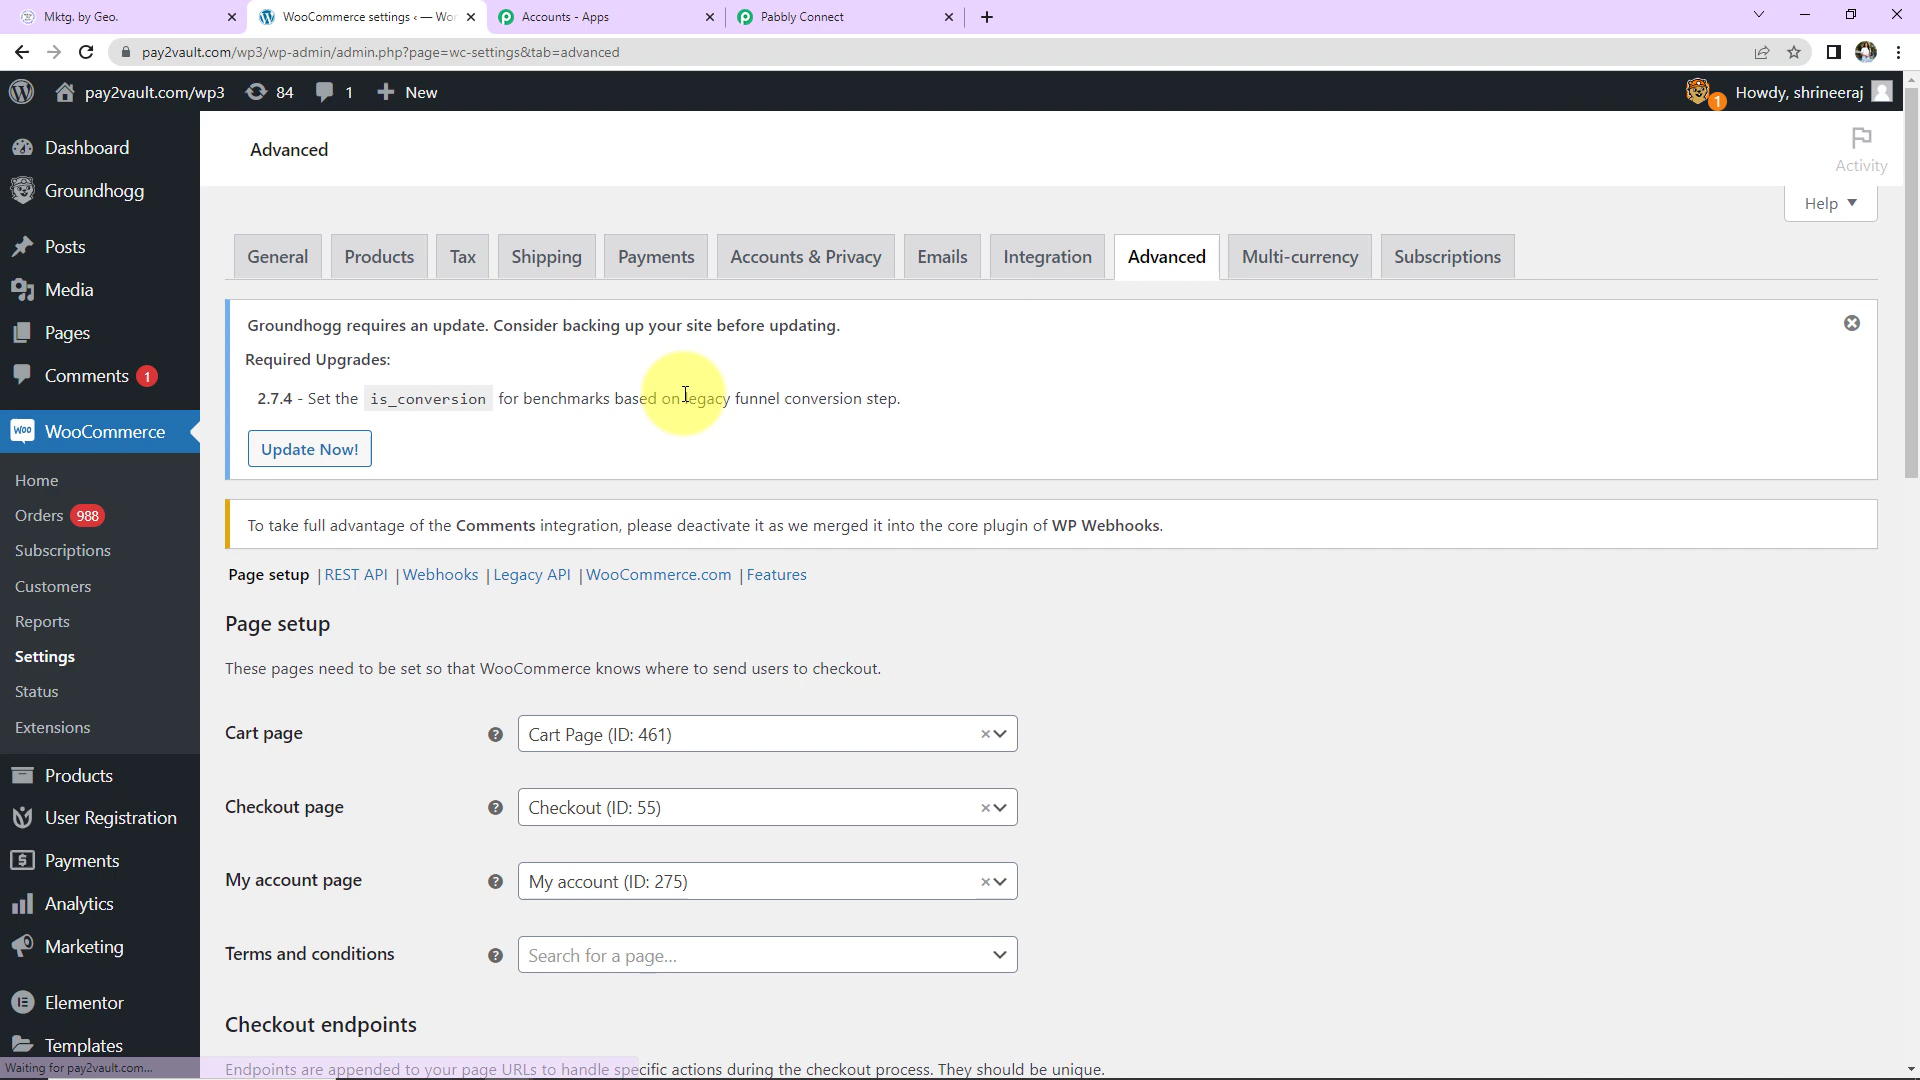 Mktg. by Geo.
WooCommerce settings ‹ — Wor
Accounts - Apps
Pabbly Connect
pay2vault.com/wp3/wp-admin/admin.php?page=wc-settings&tab=advanced
pay2vault.com/wp3
84
1
New
1
Howdy, shrineeraj
Dashboard
Groundhogg
Posts
Media
Pages
Comments 1
WooCommerce
Home
Orders 988
Subscriptions
Customers
Reports
Settings
Status
Extensions
Products
User Registration
Payments
Analytics
Marketing
Elementor
Templates
Waiting for pay2vault.com...
Advanced
Activity
Help
General
Products
Tax
Shipping
Payments
Accounts & Privacy
Emails
Integration
Advanced
Multi-currency
Subscriptions
Groundhogg requires an update. Consider backing up your site before updating.
Required Upgrades:
2.7.4 - Set the is_conversion for benchmarks based on legacy funnel conversion step.
Update Now!
To take full advantage of the Comments integration, please deactivate it as we merged it into the core plugin of WP Webhooks.
Page setup | REST API | Webhooks | Legacy API | WooCommerce.com | Features
Page setup
These pages need to be set so that WooCommerce knows where to send users to checkout.
Cart page
Cart Page (ID: 461)
Checkout page
Checkout (ID: 55)
My account page
My account (ID: 275)
Terms and conditions
Search for a page...
Checkout endpoints
Endpoints are appended to your page URLs to handle specific actions during the checkout process. They should be unique.